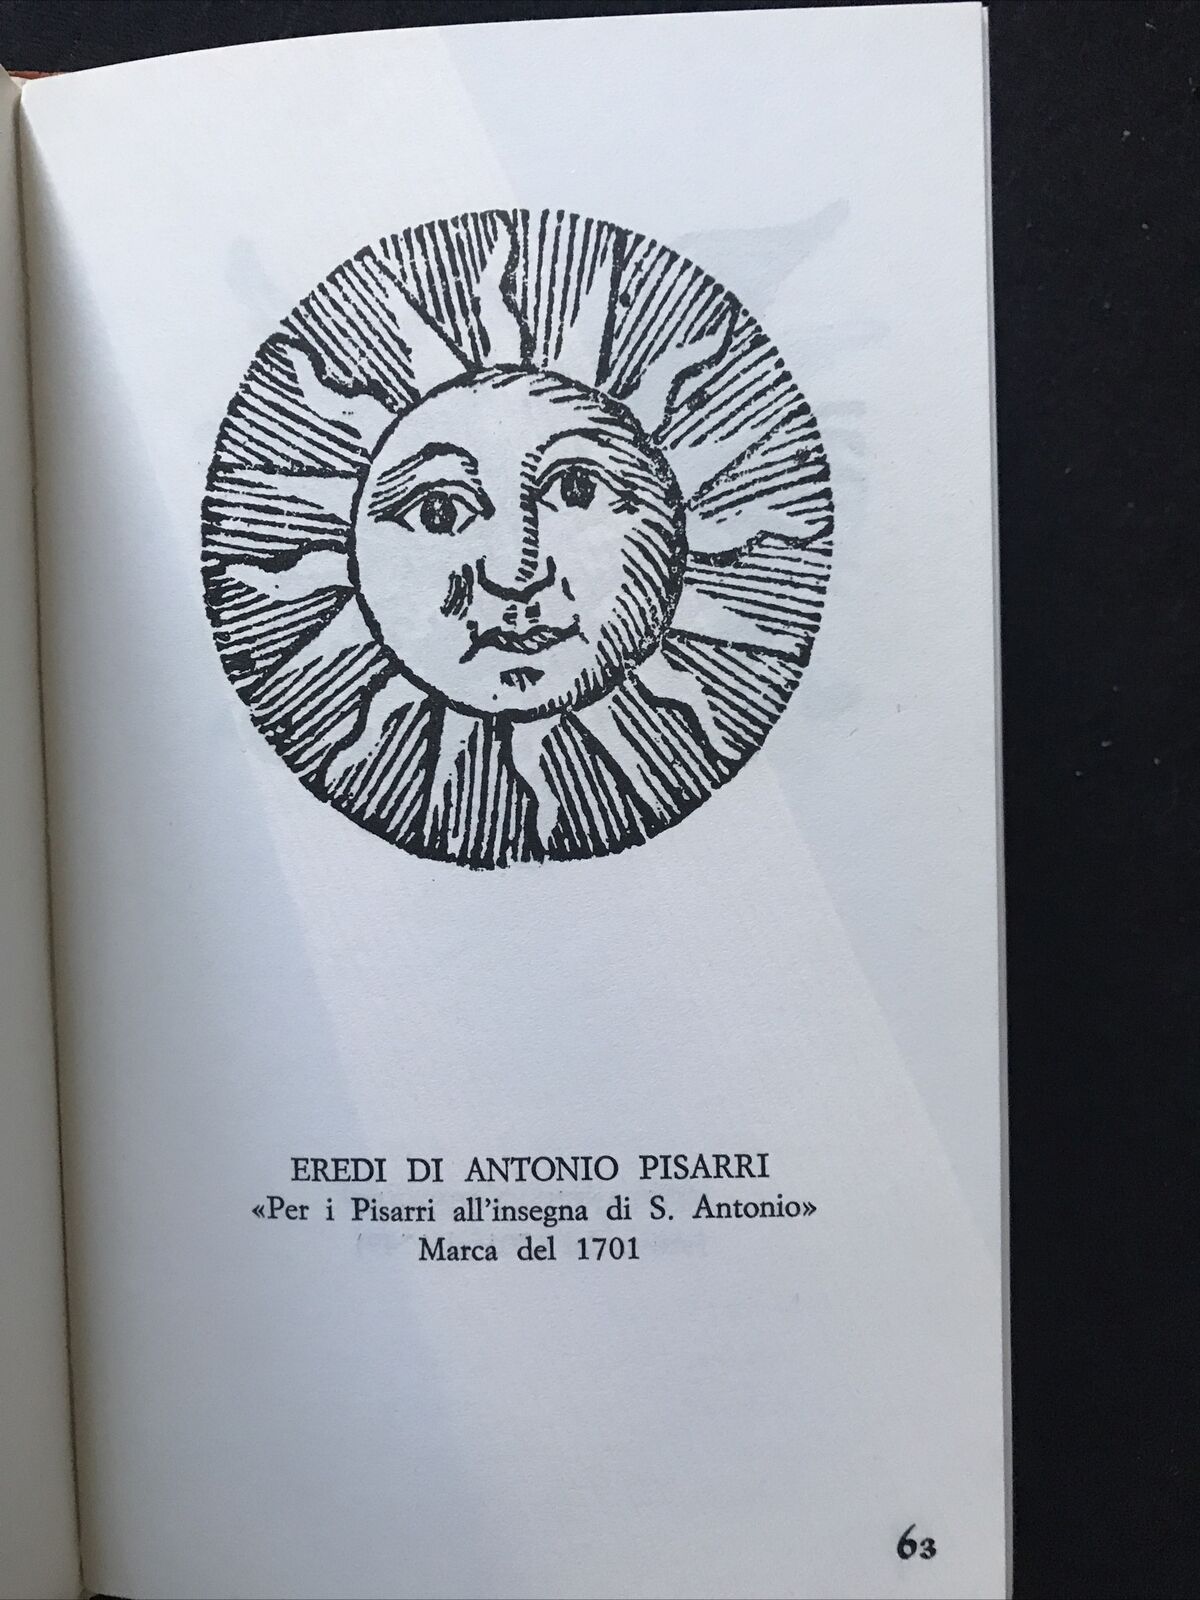 EREDI DI ANTONIO PISARRI
«Per i Pisarri all'insegna di S. Antonio»
Marca del 1701
63